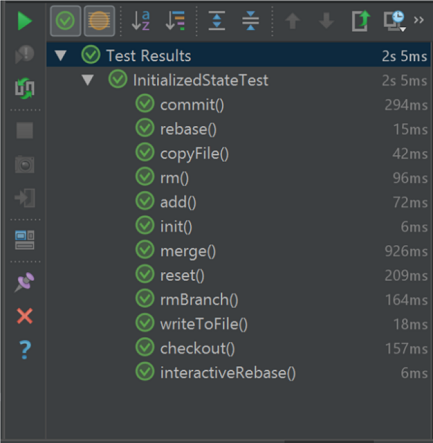 Test Results 2s 5ms
InitializedStateTest 2s 5ms
commit() 294ms
rebase() 15ms
copyFile() 42ms
rm() 96ms
add() 72ms
init() 6ms
merge() 926ms
reset() 209ms
rmBranch() 164ms
writeToFile() 18ms
checkout() 157ms
interactiveRebase() 6ms